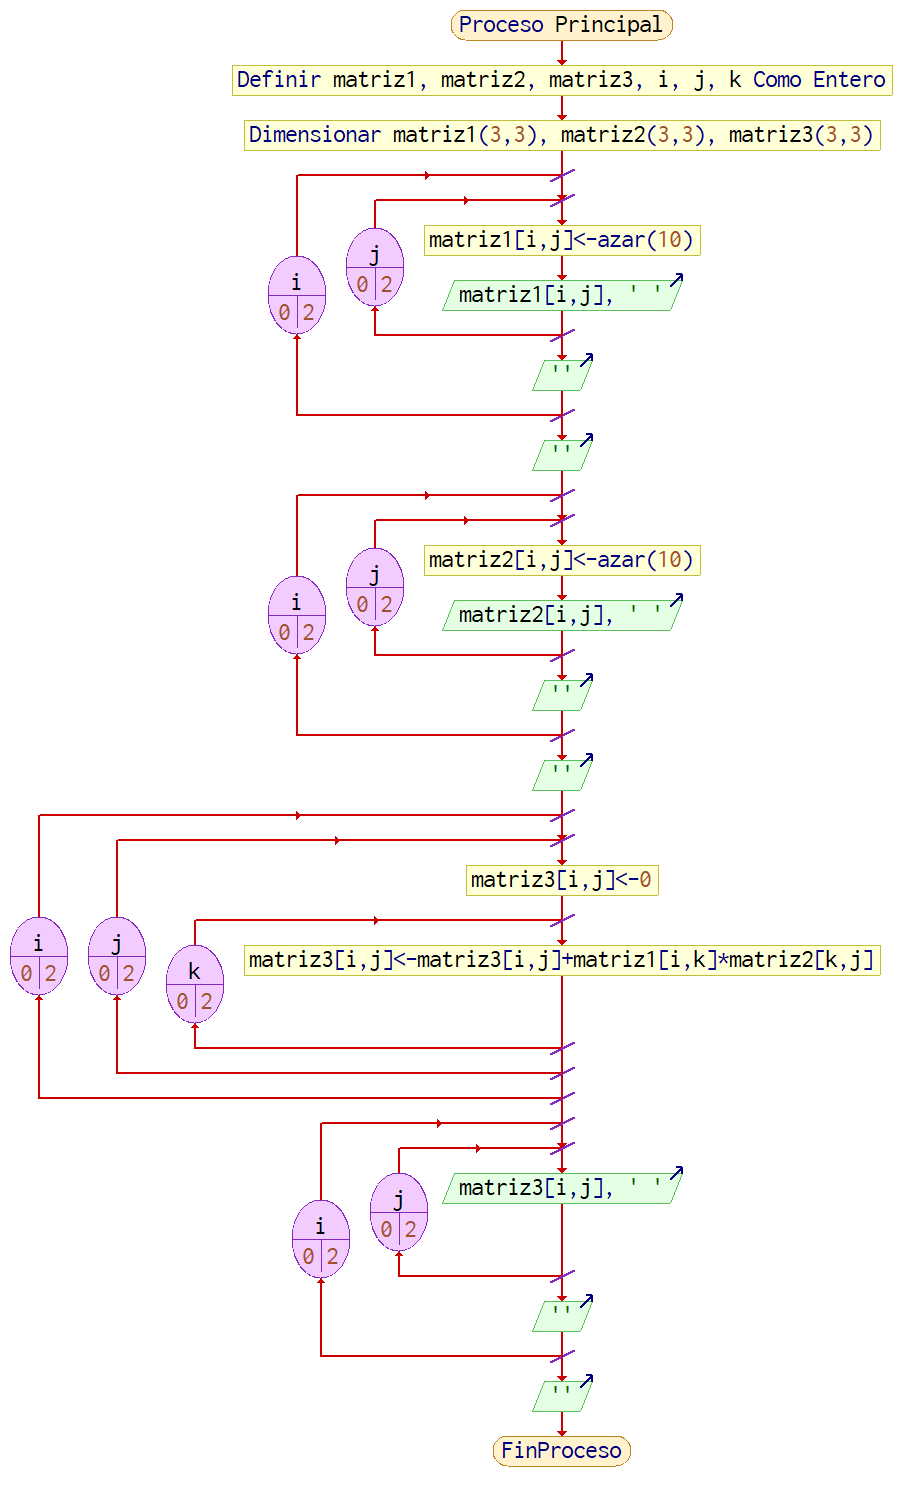 Proceso Principal
Definir matriz1, matriz2, matriz3, i, j, k Como Entero
Dimensionar matriz1(3,3), matriz2(3,3), matriz3(3,3)
matriz1[i,j]<-azar(10)
j
0 2
i
0 2
matriz1[i,j], ' '
''
''
matriz2[i,j]<-azar(10)
j
0 2
i
0 2
matriz2[i,j], ' '
''
''
matriz3[i,j]<-0
i
0 2
j
0 2
k
0 2
matriz3[i,j]<-matriz3[i,j]+matriz1[i,k]*matriz2[k,j]
matriz3[i,j], ' '
j
0 2
i
0 2
''
''
FinProceso